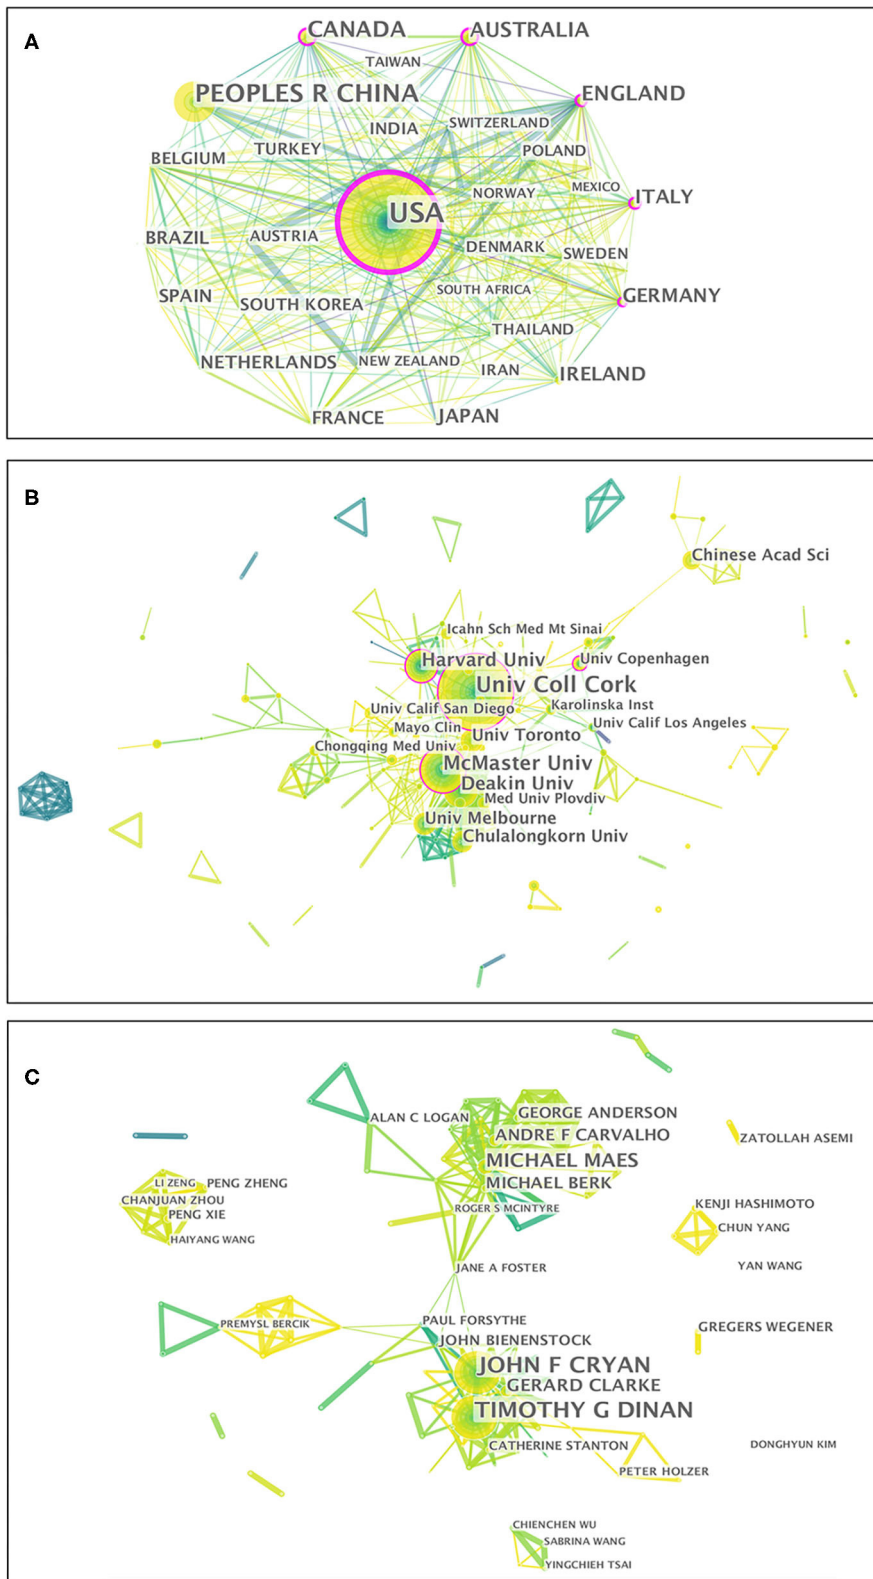 A
CANADA
AUSTRALIA
TAIWAN
PEOPLES R CHINA
ENGLAND
INDIA
SWITZERLAND
TURKEY
POLAND
BELGIUM
NORWAY
MEXICO
ITALY
USA
BRAZIL
AUSTRIA
DENMARK
SWEDEN
SOUTH AFRICA
SPAIN
SOUTH KOREA
GERMANY
THAILAND
NETHERLANDS
NEW ZEALAND
IRAN
IRELAND
FRANCE
JAPAN
B
Chinese Acad Sci
Icahn Sch Med Mt Sinai
Harvard Univ
Univ Copenhagen
Univ Coll Cork
Univ Calif San Diego
Karolinska Inst
Mayo Clin
Univ Calif Los Angeles
Univ Toronto
Chongqing Med Univ
McMaster Univ
Deakin Univ
Med Univ Plovdiv
Univ Melbourne
Chulalongkorn Univ
C
ALAN C LOGAN
GEORGE ANDERSON
ANDRE F CARVALHO
ZATOLLAH ASEMI
MICHAEL MAES
LI ZENG
PENG ZHENG
MICHAEL BERK
CHANJUAN ZHOU
PENG XIE
ROGER S MCINTYRE
KENJI HASHIMOTO
CHUN YANG
HAIYANG WANG
JANE A FOSTER
YAN WANG
PREMYSL BERCIK
PAUL FORSYTHE
GREGERS WEGENER
JOHN BIENENSTOCK
JOHN F CRYAN
GERARD CLARKE
TIMOTHY G DINAN
CATHERINE STANTON
DONGHYUN KIM
PETER HOLZER
CHIENCHEN WU
SABRINA WANG
YINGCHIEH TSAI